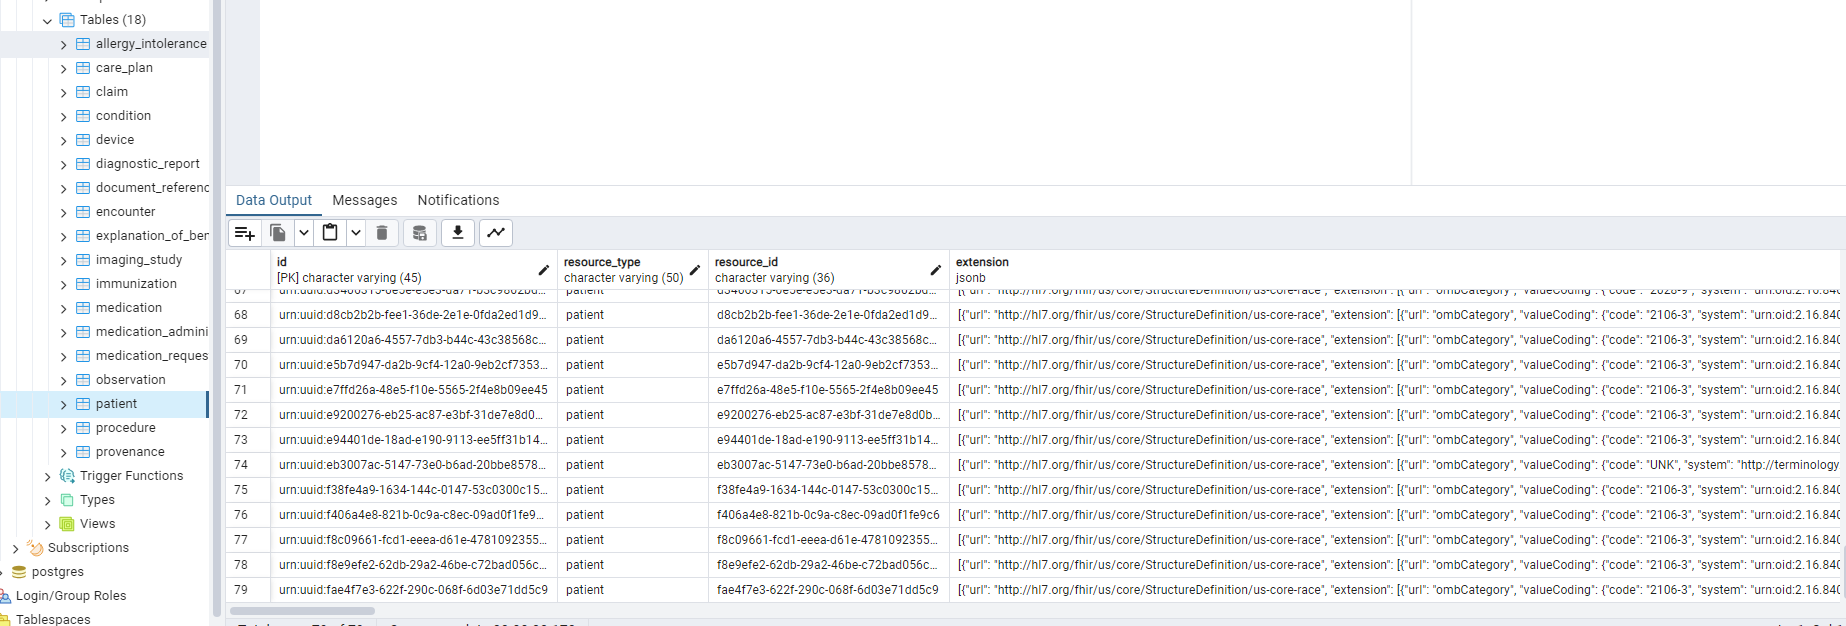 Tables (18)
allergy_intolerance
care_plan
claim
condition
device
diagnostic_report
document_referenc
encounter
explanation_of_ber
imaging_study
immunization
medication
medication_admini
medication_reques
observation
patient
procedure
provenance
Trigger Functions
Types
Views
Subscriptions
postgres
Login/Group Roles
Tablespaces
Data Output Messages Notifications
id resource_type resource_id extension
[PK] character varying (45) character varying (50) character varying (36) jsonb
68 urn:uuid:d8cb2b2b-fee1-36de-2e1e-0fda2ed1d9... patient d8cb2b2b-fee1-36de-2e1e-0fda2ed1d9... [{"url": "http://hl7.org/fhir/us/core/StructureDefinition/us-core-race", "extension": [{"url": "ombCategory", "valueCoding": {"code": "2106-3", "system": "urn:oid:2.16.840
69 urn:uuid:da6120a6-4557-7db3-b44c-43c38568c... patient da6120a6-4557-7db3-b44c-43c38568c... [{"url": "http://hl7.org/fhir/us/core/StructureDefinition/us-core-race", "extension": [{"url": "ombCategory", "valueCoding": {"code": "2106-3", "system": "urn:oid:2.16.840
70 urn:uuid:e5b7d947-da2b-9cf4-12a0-9eb2cf7353... patient e5b7d947-da2b-9cf4-12a0-9eb2cf7353... [{"url": "http://hl7.org/fhir/us/core/StructureDefinition/us-core-race", "extension": [{"url": "ombCategory", "valueCoding": {"code": "2106-3", "system": "urn:oid:2.16.840
71 urn:uuid:e7ffd26a-48e5-f10e-5565-2f4e8b09ee45 patient e7ffd26a-48e5-f10e-5565-2f4e8b09ee45 [{"url": "http://hl7.org/fhir/us/core/StructureDefinition/us-core-race", "extension": [{"url": "ombCategory", "valueCoding": {"code": "2106-3", "system": "urn:oid:2.16.840
72 urn:uuid:e9200276-eb25-ac87-e3bf-31de7e8d0... patient e9200276-eb25-ac87-e3bf-31de7e8d0b... [{"url": "http://hl7.org/fhir/us/core/StructureDefinition/us-core-race", "extension": [{"url": "ombCategory", "valueCoding": {"code": "2106-3", "system": "urn:oid:2.16.840
73 urn:uuid:e94401de-18ad-e190-9113-ee5ff31b14... patient e94401de-18ad-e190-9113-ee5ff31b14... [{"url": "http://hl7.org/fhir/us/core/StructureDefinition/us-core-race", "extension": [{"url": "ombCategory", "valueCoding": {"code": "2106-3", "system": "urn:oid:2.16.840
74 urn:uuid:eb3007ac-5147-73e0-b6ad-20bbe8578... patient eb3007ac-5147-73e0-b6ad-20bbe8578... [{"url": "http://hl7.org/fhir/us/core/StructureDefinition/us-core-race", "extension": [{"url": "ombCategory", "valueCoding": {"code": "UNK", "system": "http://terminology
75 urn:uuid:f38fe4a9-1634-144c-0147-53c0300c15... patient f38fe4a9-1634-144c-0147-53c0300c15... [{"url": "http://hl7.org/fhir/us/core/StructureDefinition/us-core-race", "extension": [{"url": "ombCategory", "valueCoding": {"code": "2106-3", "system": "urn:oid:2.16.840
76 urn:uuid:f406a4e8-821b-0c9a-c8ec-09ad0f1fe9... patient f406a4e8-821b-0c9a-c8ec-09ad0f1fe9c6 [{"url": "http://hl7.org/fhir/us/core/StructureDefinition/us-core-race", "extension": [{"url": "ombCategory", "valueCoding": {"code": "2106-3", "system": "urn:oid:2.16.840
77 urn:uuid:f8c09661-fcd1-eeea-d61e-4781092355... patient f8c09661-fcd1-eeea-d61e-4781092355... [{"url": "http://hl7.org/fhir/us/core/StructureDefinition/us-core-race", "extension": [{"url": "ombCategory", "valueCoding": {"code": "2106-3", "system": "urn:oid:2.16.840
78 urn:uuid:f8e9efe2-62db-29a2-46be-c72bad056c... patient f8e9efe2-62db-29a2-46be-c72bad056c... [{"url": "http://hl7.org/fhir/us/core/StructureDefinition/us-core-race", "extension": [{"url": "ombCategory", "valueCoding": {"code": "2106-3", "system": "urn:oid:2.16.840
79 urn:uuid:fae4f7e3-622f-290c-068f-6d03e71dd5c9 patient fae4f7e3-622f-290c-068f-6d03e71dd5c9 [{"url": "http://hl7.org/fhir/us/core/StructureDefinition/us-core-race", "extension": [{"url": "ombCategory", "valueCoding": {"code": "2106-3", "system": "urn:oid:2.16.840